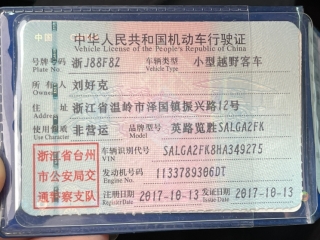 中华人民共和国机动车行驶证
Vehicle License of the People's Republic of China
号牌号码 浙J88F8Z 车辆类型 小型越野客车
Plate No. Vehicle Type
所有人 刘好克
Owner
住址 浙江省温岭市泽国镇振兴路12号
Address
使用性质 非营运 品牌型号 英路览胜SALGA2FK
Use Character Model
浙江省台州
市公安局交
通警察支队
车辆识别代号 SALGA2FK8HA349275
VIN
发动机号码 1133789306DT
Engine No.
注册日期 2017-10-13 发证日期 2017-10-13
Register Date Issue Date